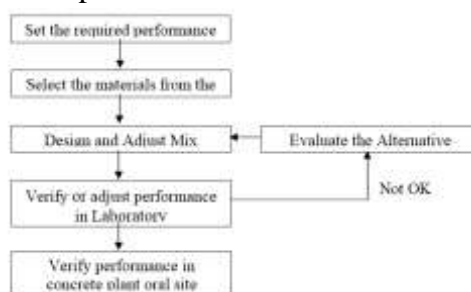 Set the required performance
Select the materials from the
Design and Adjust Mix
Evaluate the Alternative
Verify or adjust performance
in Laboratory
Not OK
Verify performance in
concrete plant oral site